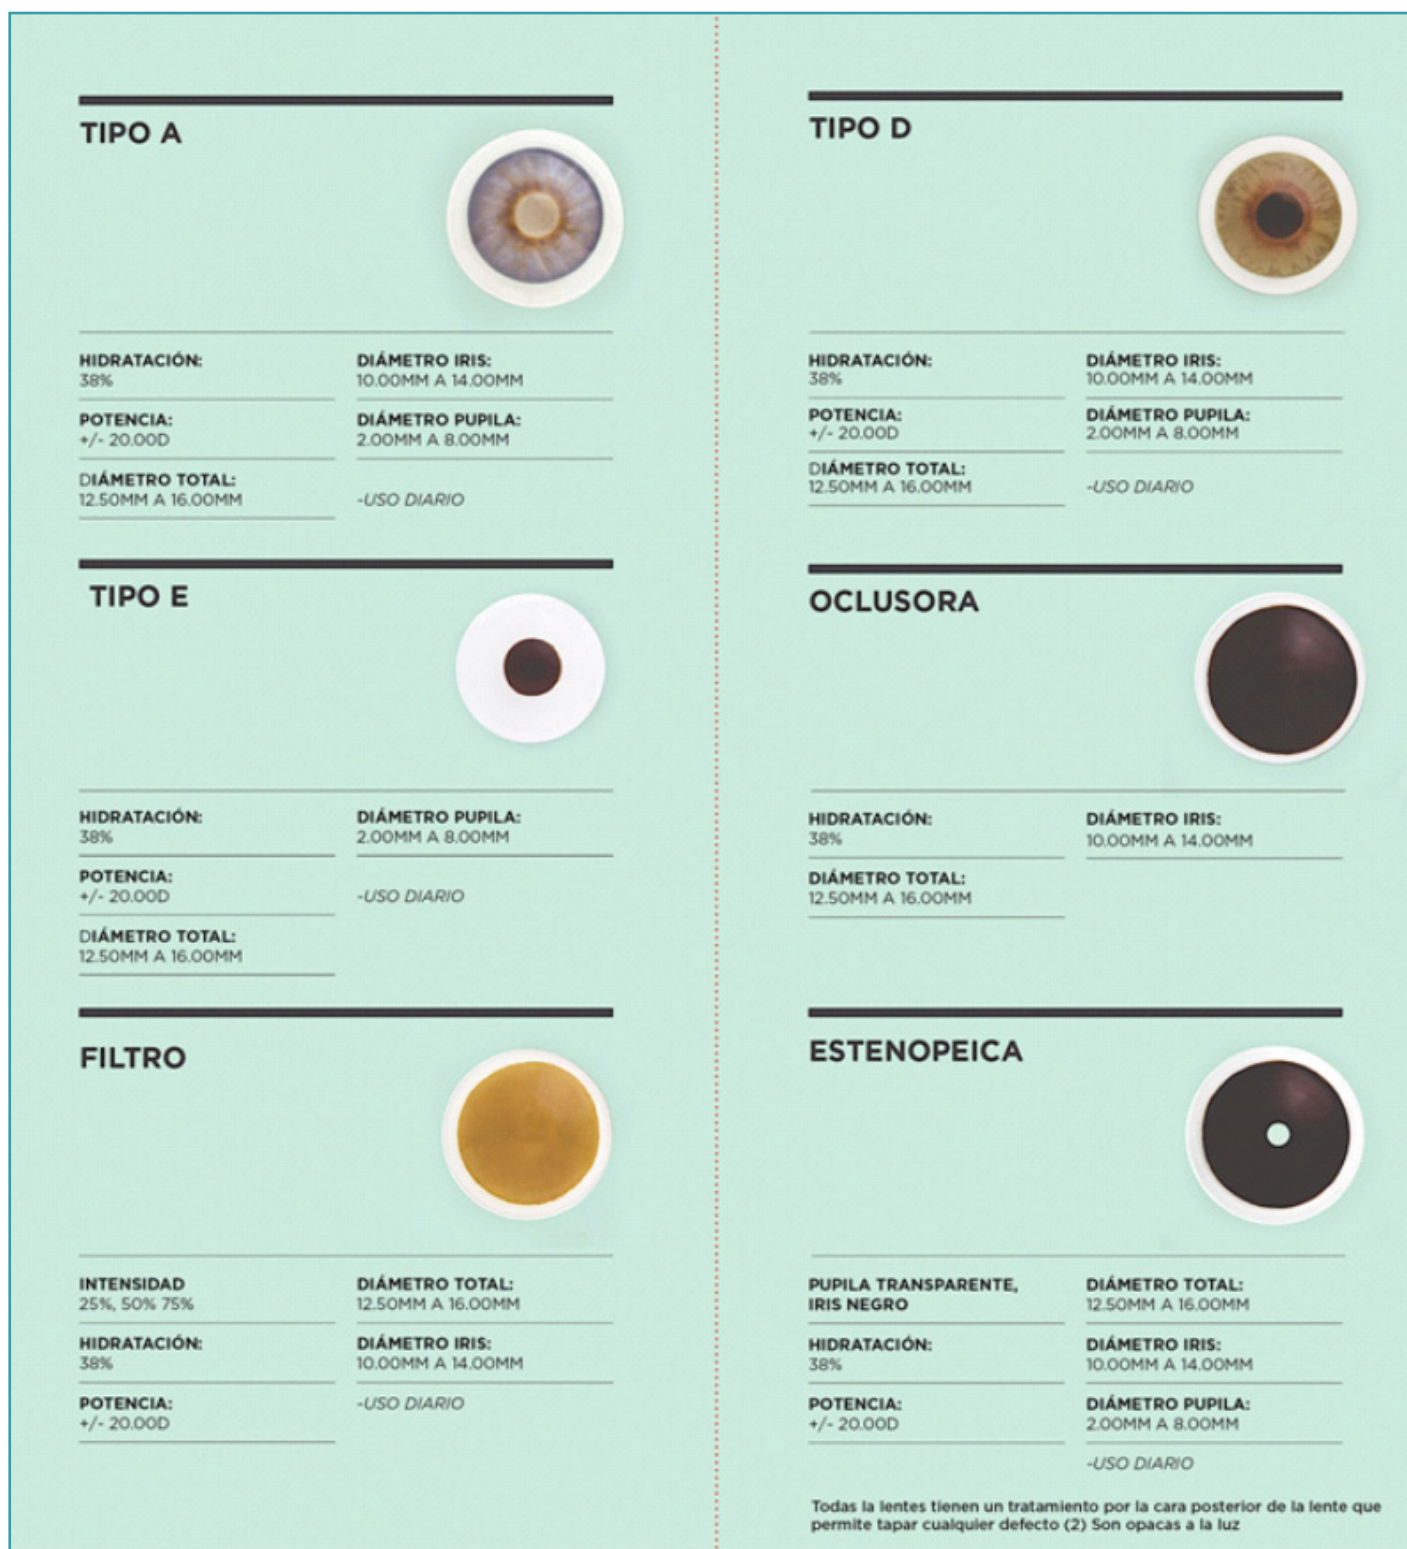 TIPO A
HIDRATACIÓN:
38%
DIÁMETRO IRIS:
10.00MM A 14.00MM
POTENCIA:
+/- 20.00D
DIÁMETRO PUPILA:
2.00MM A 8.00MM
DIÁMETRO TOTAL:
12.50MM A 16.00MM
-USO DIARIO
TIPO E
HIDRATACIÓN:
38%
DIÁMETRO PUPILA:
2.00MM A 8.00MM
POTENCIA:
+/- 20.00D
-USO DIARIO
DIÁMETRO TOTAL:
12.50MM A 16.00MM
FILTRO
INTENSIDAD
25%, 50% 75%
DIÁMETRO TOTAL:
12.50MM A 16.00MM
HIDRATACIÓN:
38%
DIÁMETRO IRIS:
10.00MM A 14.00MM
POTENCIA:
+/- 20.00D
-USO DIARIO
TIPO D
HIDRATACIÓN:
38%
DIÁMETRO IRIS:
10.00MM A 14.00MM
POTENCIA:
+/- 20.00D
DIÁMETRO PUPILA:
2.00MM A 8.00MM
DIÁMETRO TOTAL:
12.50MM A 16.00MM
-USO DIARIO
OCLUSORA
HIDRATACIÓN:
38%
DIÁMETRO IRIS:
10.00MM A 14.00MM
DIÁMETRO TOTAL:
12.50MM A 16.00MM
ESTENOPEICA
PUPILA TRANSPARENTE,
IRIS NEGRO
DIÁMETRO TOTAL:
12.50MM A 16.00MM
HIDRATACIÓN:
38%
DIÁMETRO IRIS:
10.00MM A 14.00MM
POTENCIA:
+/- 20.00D
DIÁMETRO PUPILA:
2.00MM A 8.00MM
-USO DIARIO
Todas la lentes tienen un tratamiento por la cara posterior de la lente que
permite tapar cualquier defecto (2) Son opacas a la luz